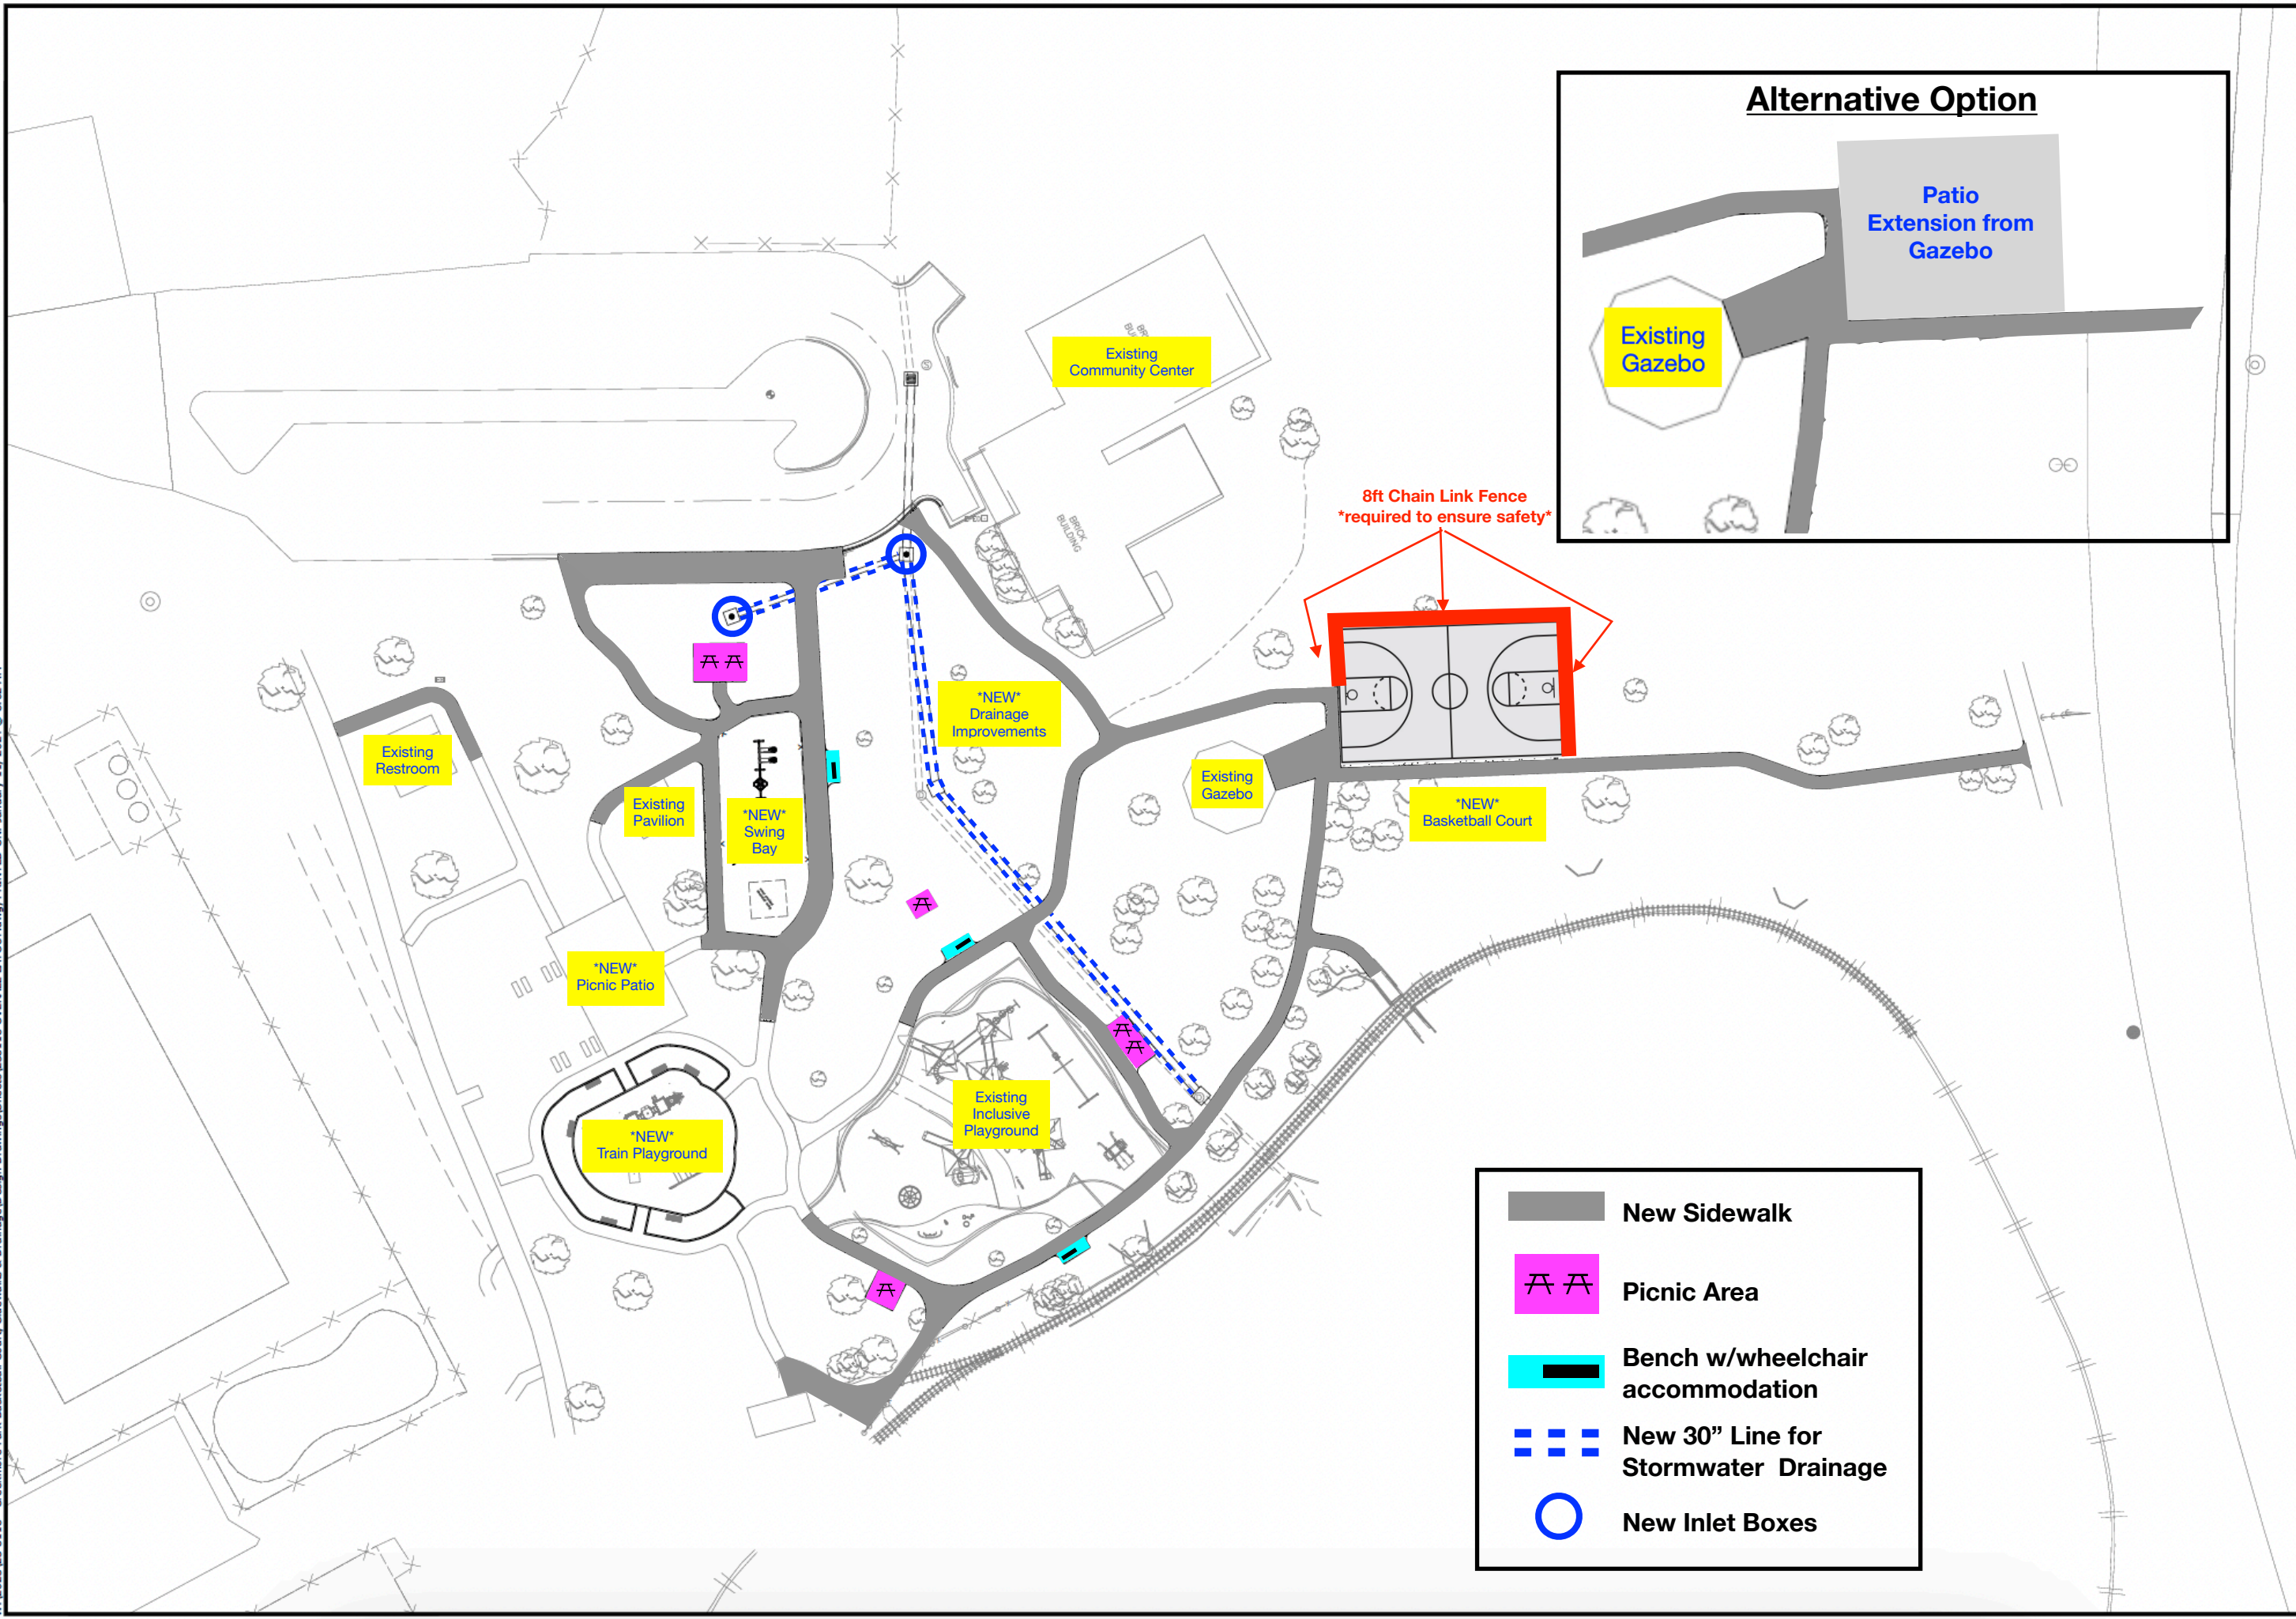 Alternative Option
Patio
Extension from
Gazebo
Existing
Gazebo
BRICK
BUILDING
Existing
Community Center
8ft Chain Link Fence
*required to ensure safety*
*NEW*
Drainage
Improvements
Existing
Restroom
Existing
Pavilion
*NEW*
Swing
Bay
Existing
Gazebo
*NEW*
Basketball Court
*NEW*
Picnic Patio
Existing
Inclusive
Playground
*NEW*
Train Playground
New Sidewalk
Picnic Area
Bench w/wheelchair
accommodation
New 30” Line for
Stormwater Drainage
New Inlet Boxes